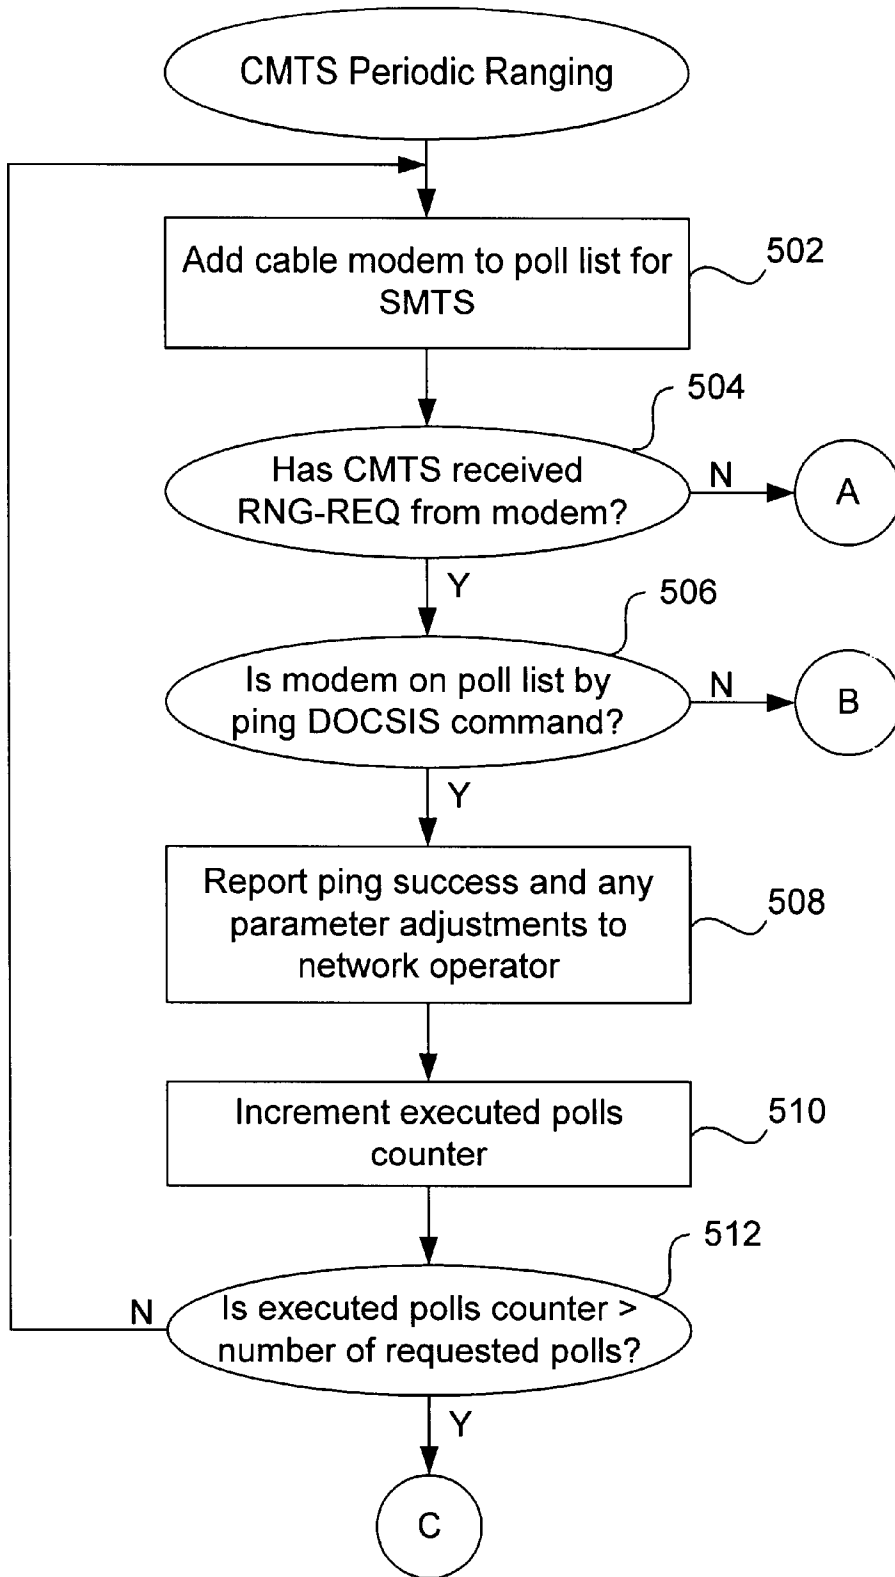 CMTS Periodic Ranging
Add cable modem to poll list for
SMTS
502
504
Has CMTS received
RNG-REQ from modem?
N
A
Y
506
Is modem on poll list by
ping DOCSIS command?
N
B
Y
Report ping success and any
parameter adjustments to
network operator
508
Increment executed polls
counter
510
512
Is executed polls counter >
number of requested polls?
N
Y
C